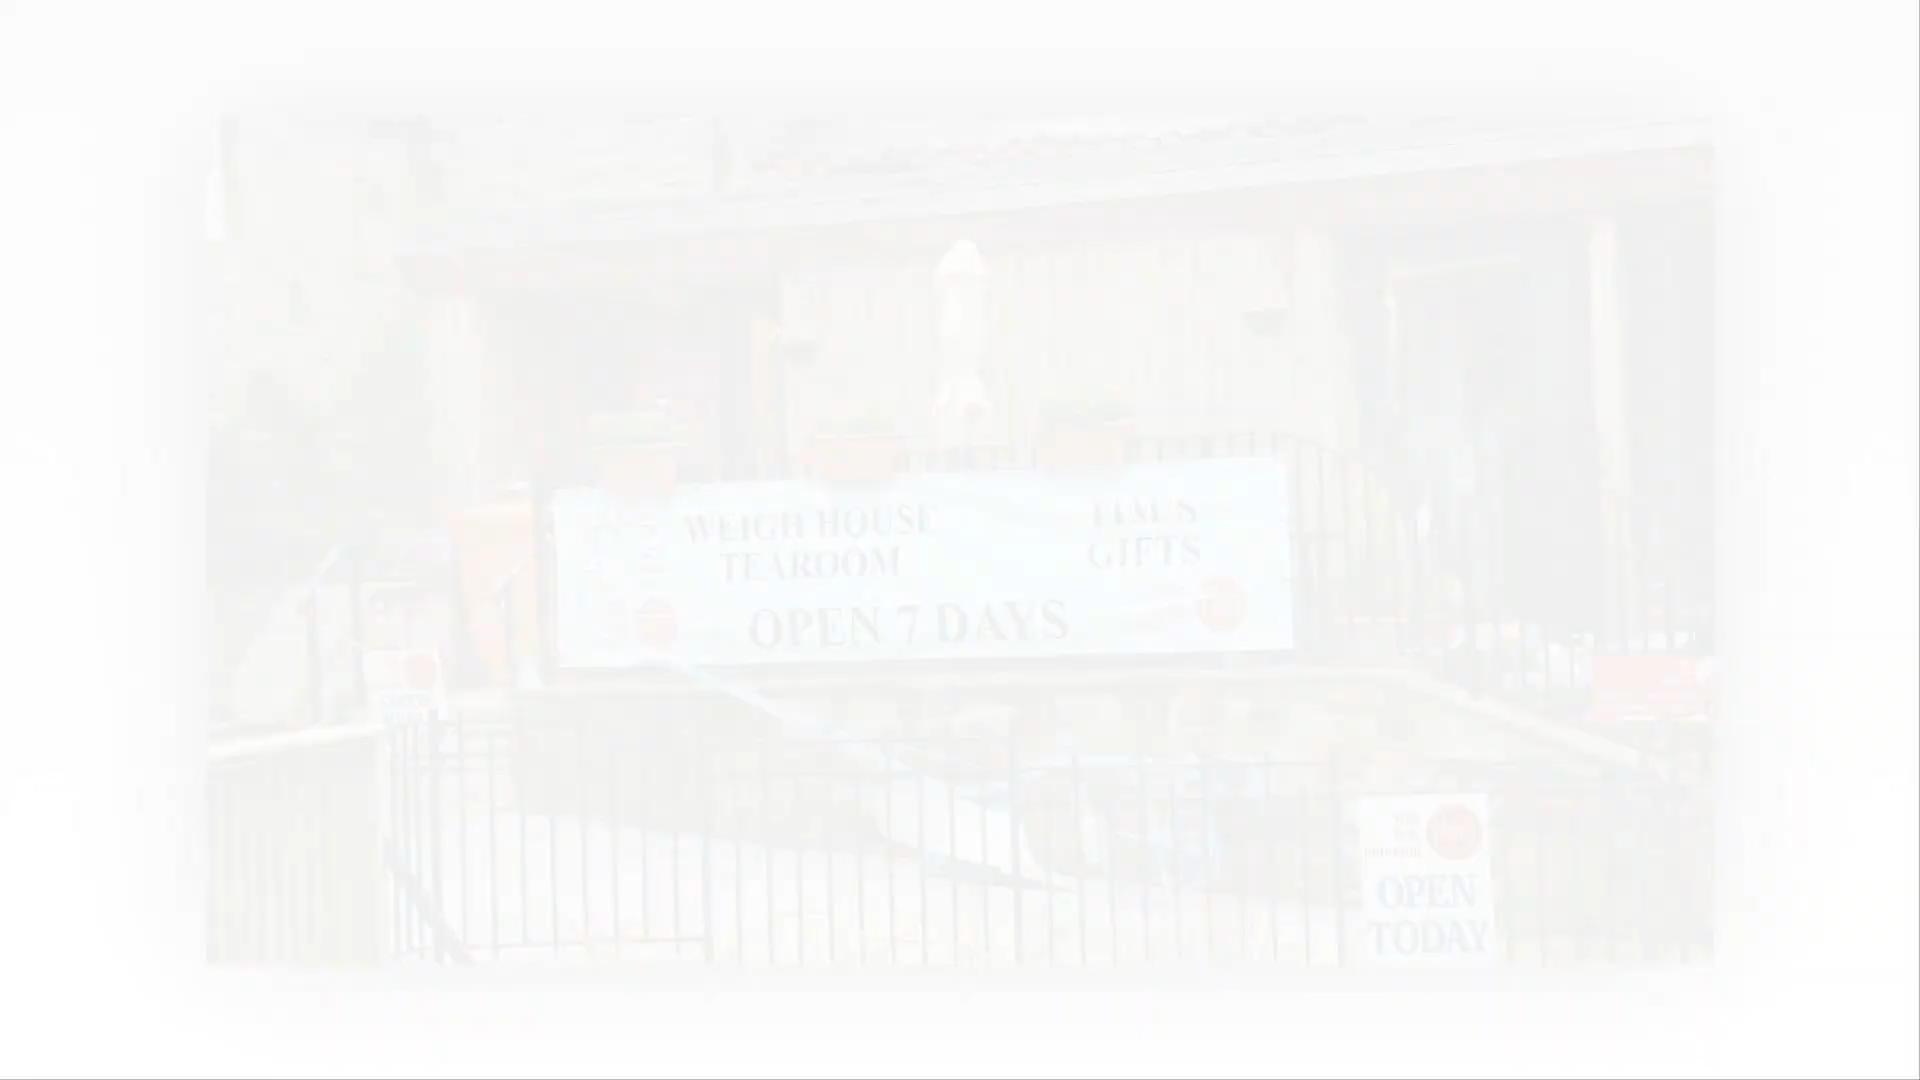 WEIGH HOUSE
TEAROOM
TIM'S
GIFTS
OPEN 7 DAYS
OPEN
TODAY